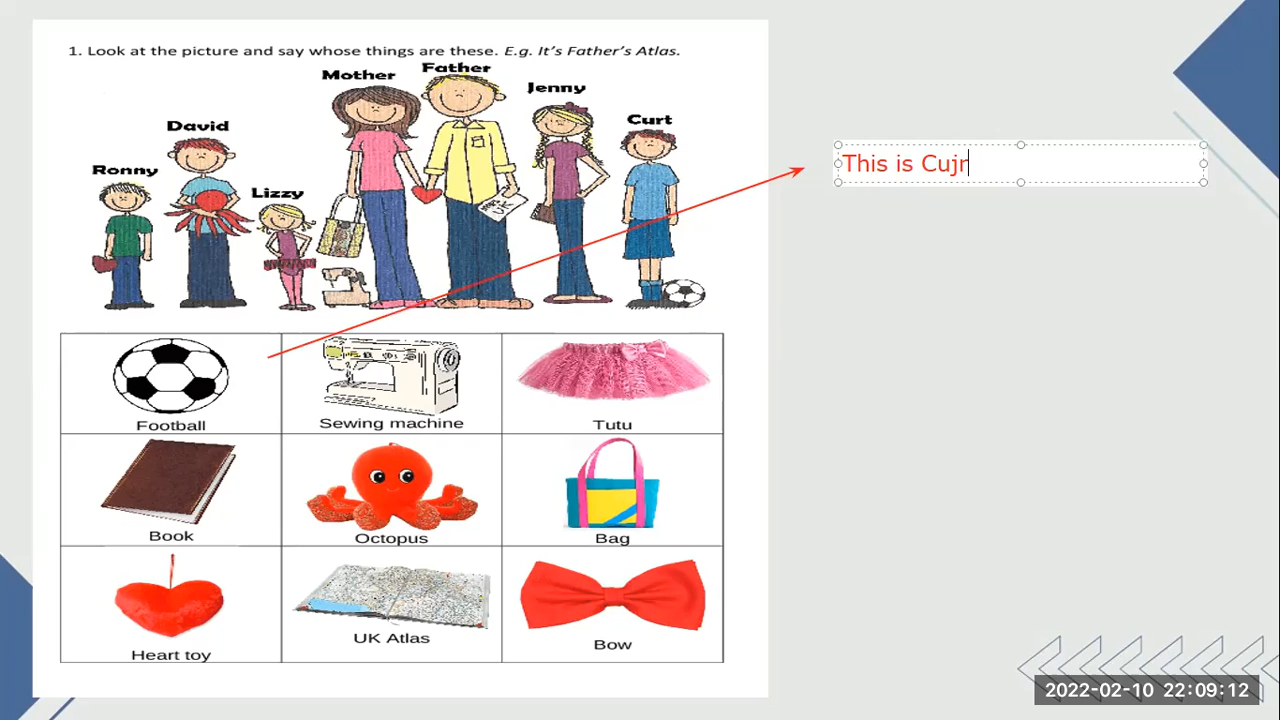 1. Look at the picture and say whose things are these. E.g. It's Father's Atlas.
Mother
Father
Jenny
Curt
David
Ronny
Lizzy
UK
This is Cujr
Football
Sewing machine
Tutu
Book
Octopus
Bag
Heart toy
UK Atlas
Bow
2022-02-10 22:09:12